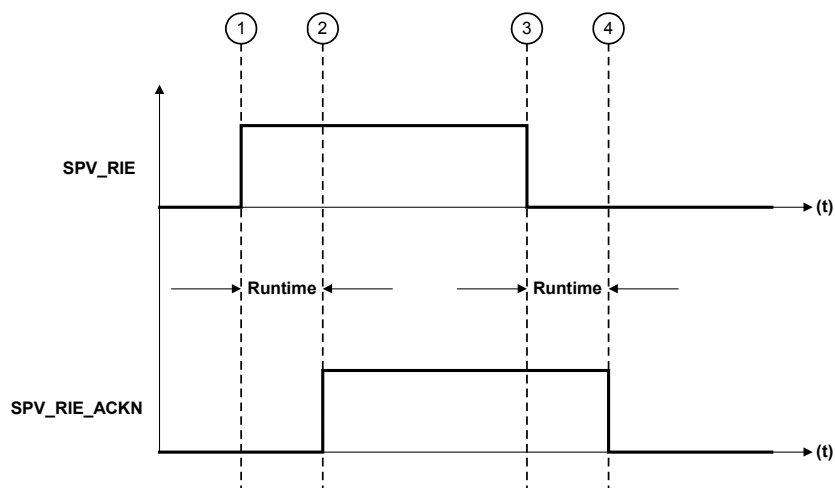 1
2
3
4
SPV_RIE
(t)
Runtime
Runtime
SPV_RIE_ACKN
(t)